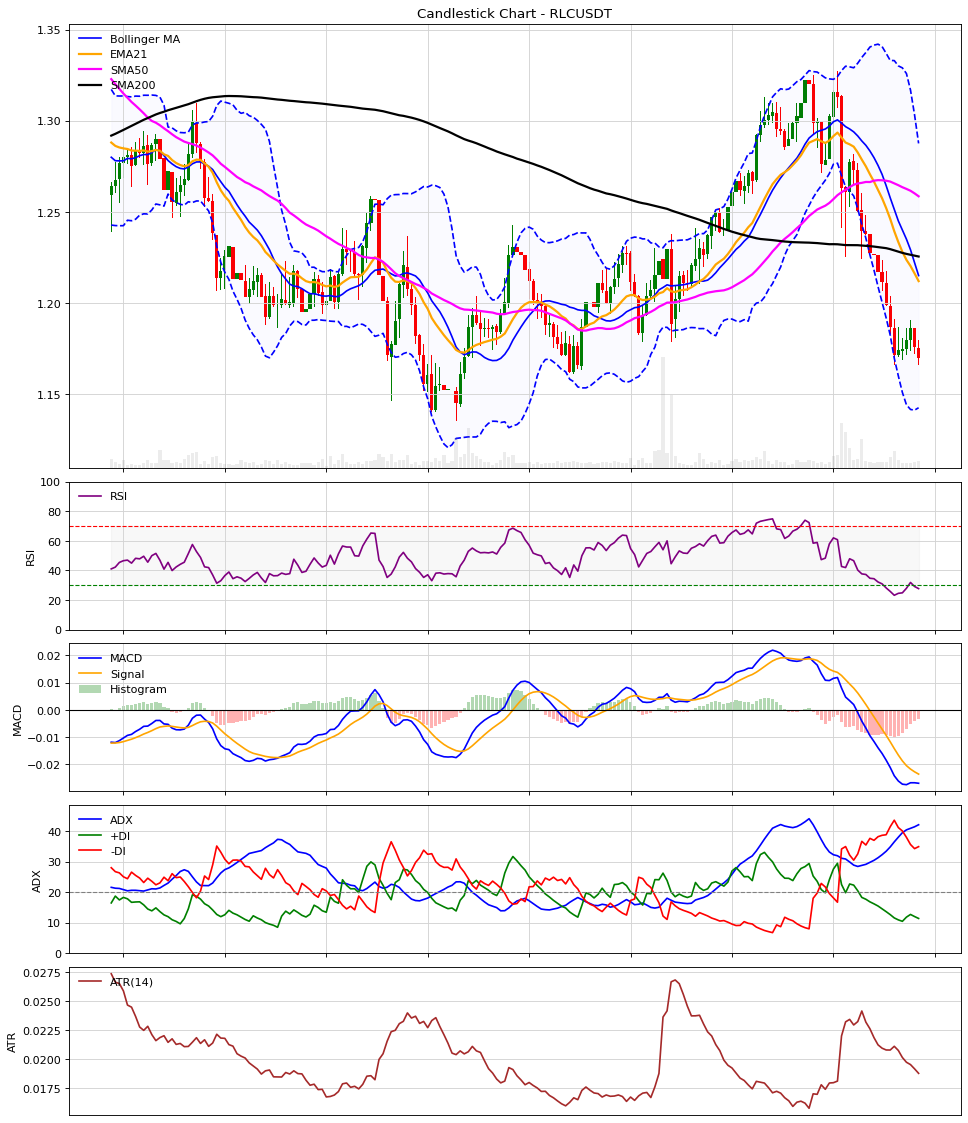 Candlestick Chart - RLCUSDT
1.35
1.30
1.25
1.20
1.15
Bollinger MA
EMA21
SMA50
SMA200
RSI
100
80
60
40
20
0
RSI
MACD
0.02
0.01
0.00
−0.01
−0.02
MACD
Signal
Histogram
ADX
40
30
20
10
0
ADX
+DI
-DI
ATR
0.0275
0.0250
0.0225
0.0200
0.0175
ATR(14)